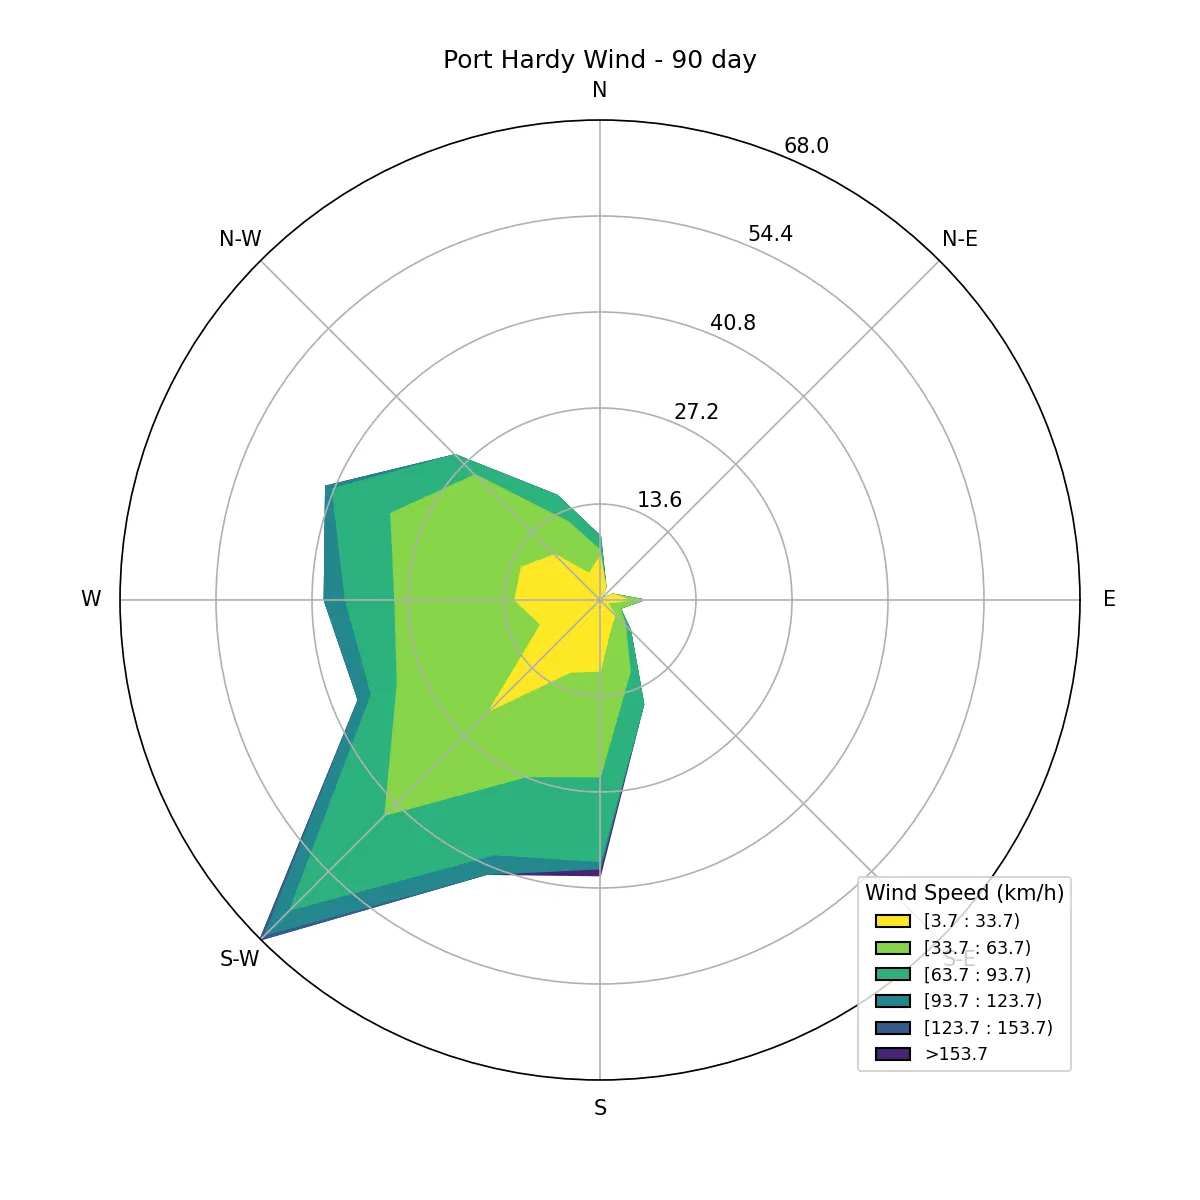 Port Hardy Wind - 90 day
N
68.0
N-W
54.4
N-E
40.8
27.2
13.6
W
E
S-W
S-E
S
Wind Speed (km/h)
[3.7 : 33.7)
[33.7 : 63.7)
[63.7 : 93.7)
[93.7 : 123.7)
[123.7 : 153.7)
>153.7